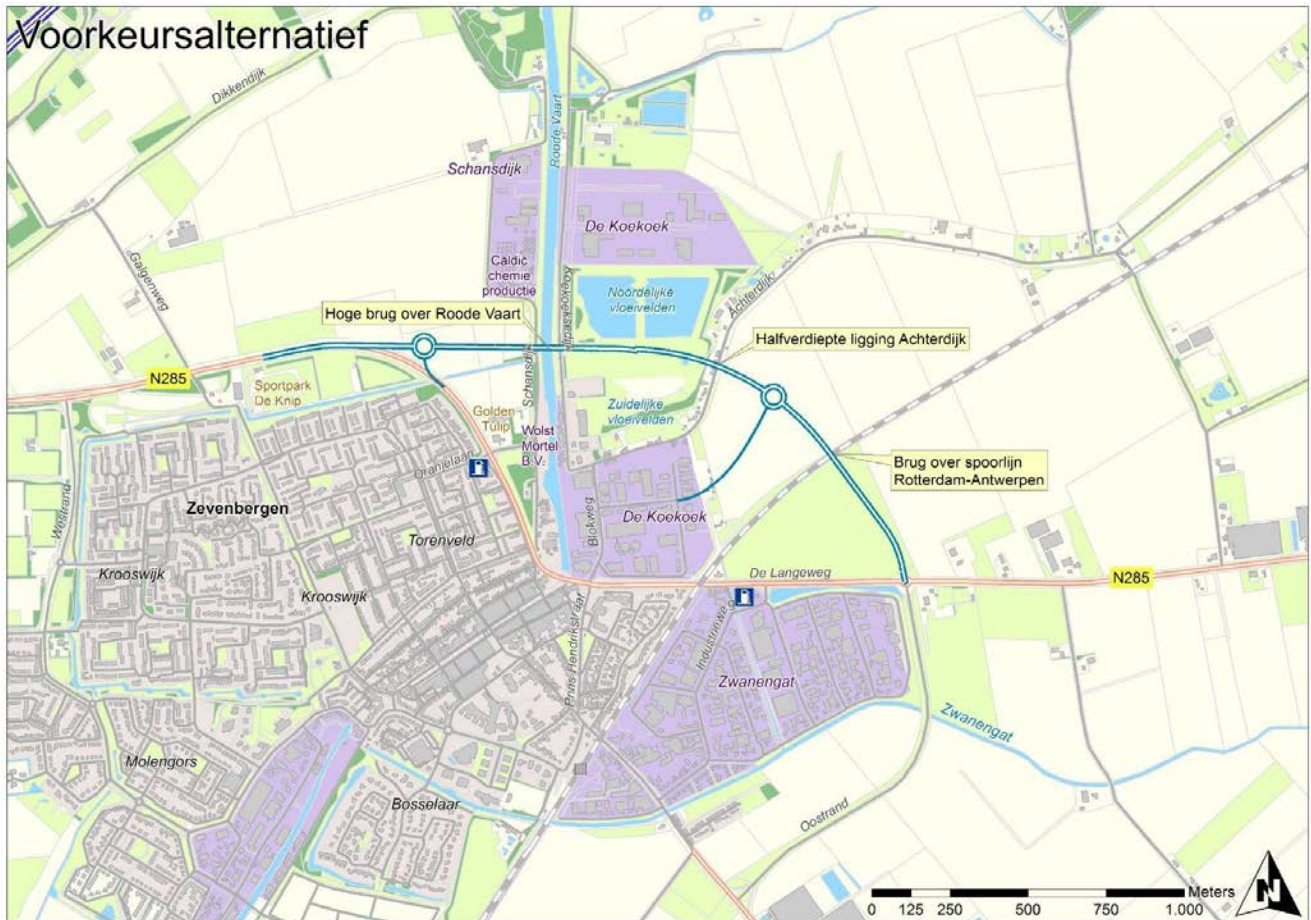 Voorkeursalternatief
Dikkendijk
Roode Vaart
Schansdijk
De Koekoek
Galgenweg
Caldic
chemie
productie
Koekoeksedijk
Noordelijke
vloeivelden
Achterdijk
Hoge brug over Roode Vaart
Halfverdiepte ligging Achterdijk
N285
Sportpark
De Knip
Schansdijk
Golden
Tulip
Zuidelijke
vloeivelden
Wolst
Mortel
B.V.
Oranjelaan
Brug over spoorlijn
Rotterdam-Antwerpen
Westrand
Zevenbergen
Blokweg
De Koekoek
Torenveld
Krooswijk
Krooswijk
De Langeweg
N285
Prins Hendrikstraat
Industrieweg
Zwanengat
Zwanengat
Molengors
Bosselaar
Oostrand
Meters
0 125 250 500 750 1.000
N